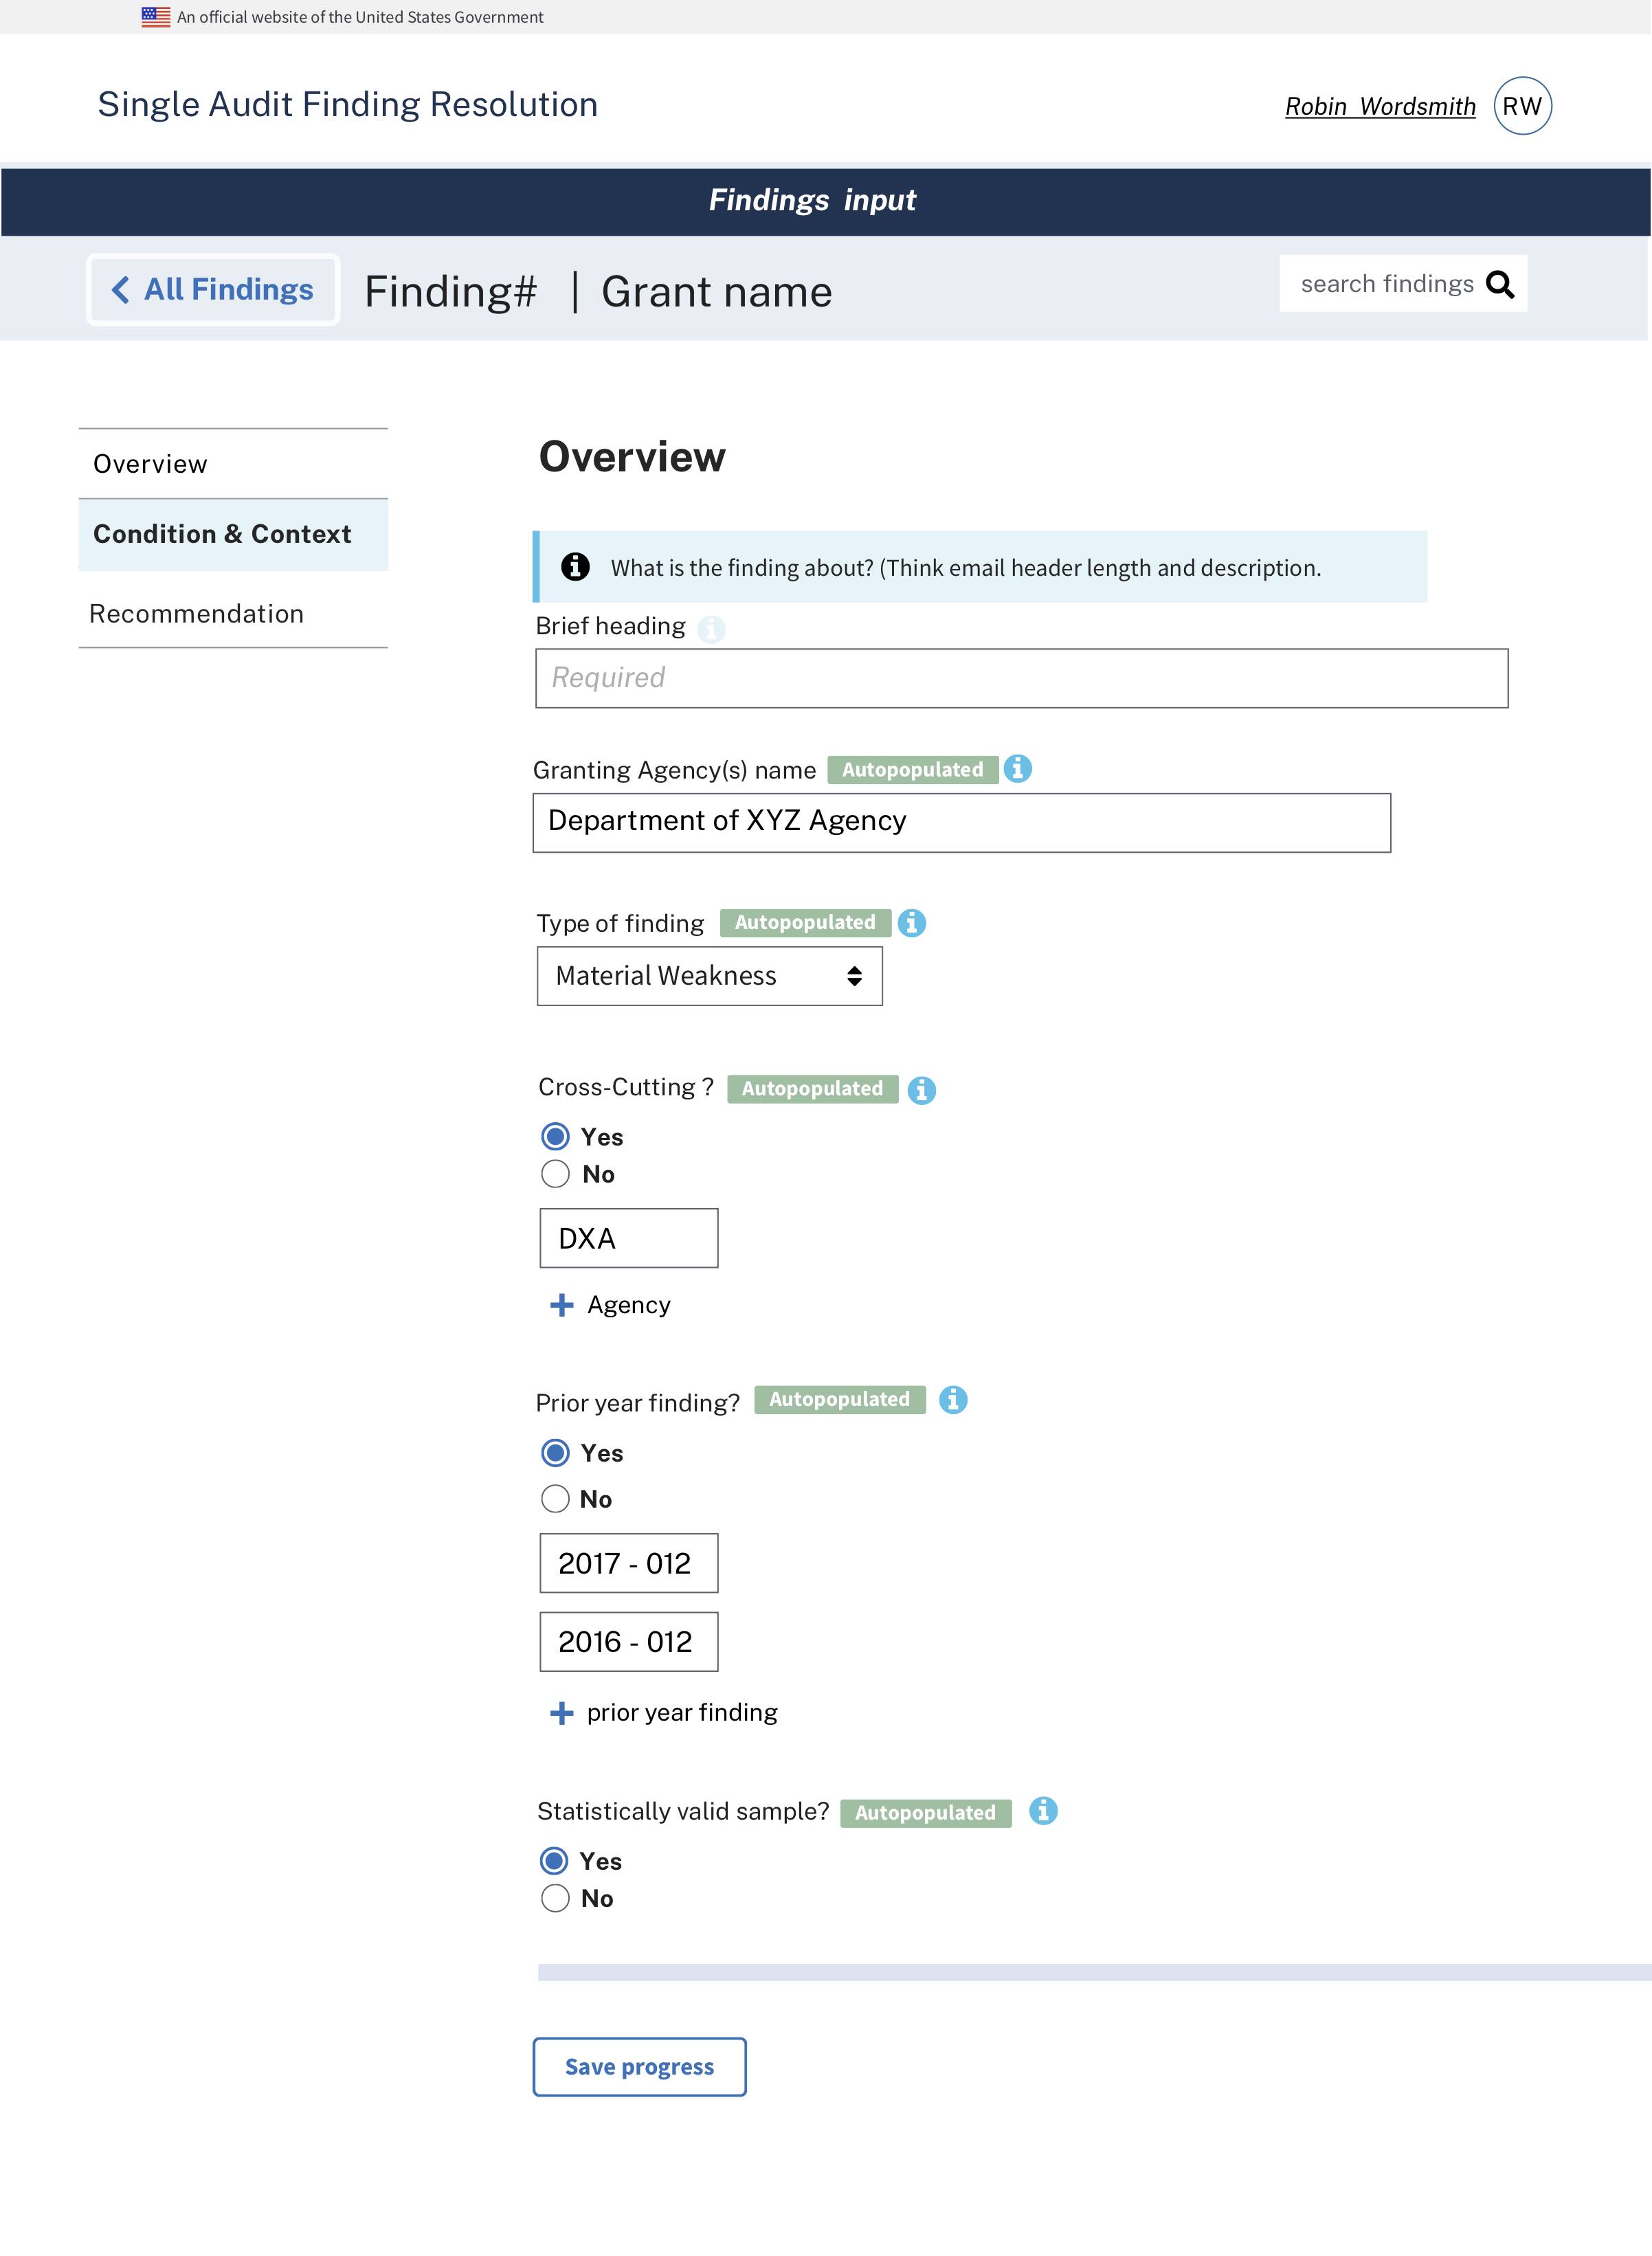 An official website of the United States Government
Single Audit Finding Resolution
Robin Wordsmith RW
Findings input
All Findings Finding# | Grant name
search findings
Overview
Condition & Context
Recommendation
Overview
What is the finding about? (Think email header length and description.
Brief heading
Required
Granting Agency(s) name Autopopulated
Department of XYZ Agency
Type of finding Autopopulated
Material Weakness
Cross-Cutting ? Autopopulated
Yes
No
DXA
+ Agency
Prior year finding? Autopopulated
Yes
No
2017 - 012
2016 - 012
+ prior year finding
Statistically valid sample? Autopopulated
Yes
No
Save progress